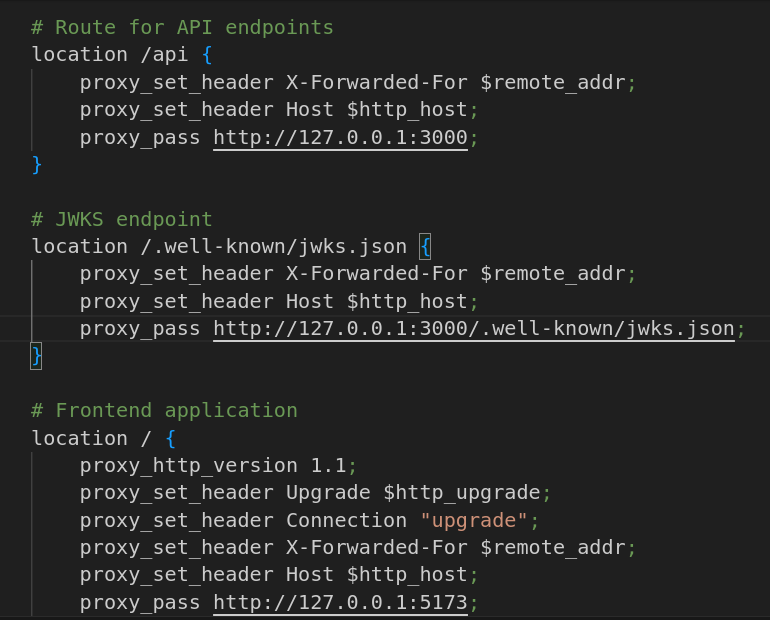 # Route for API endpoints
location /api {
    proxy_set_header X-Forwarded-For $remote_addr;
    proxy_set_header Host $http_host;
    proxy_pass http://127.0.0.1:3000;
}

# JWKS endpoint
location /.well-known/jwks.json {
    proxy_set_header X-Forwarded-For $remote_addr;
    proxy_set_header Host $http_host;
    proxy_pass http://127.0.0.1:3000/.well-known/jwks.json;
}

# Frontend application
location / {
    proxy_http_version 1.1;
    proxy_set_header Upgrade $http_upgrade;
    proxy_set_header Connection "upgrade";
    proxy_set_header X-Forwarded-For $remote_addr;
    proxy_set_header Host $http_host;
    proxy_pass http://127.0.0.1:5173;